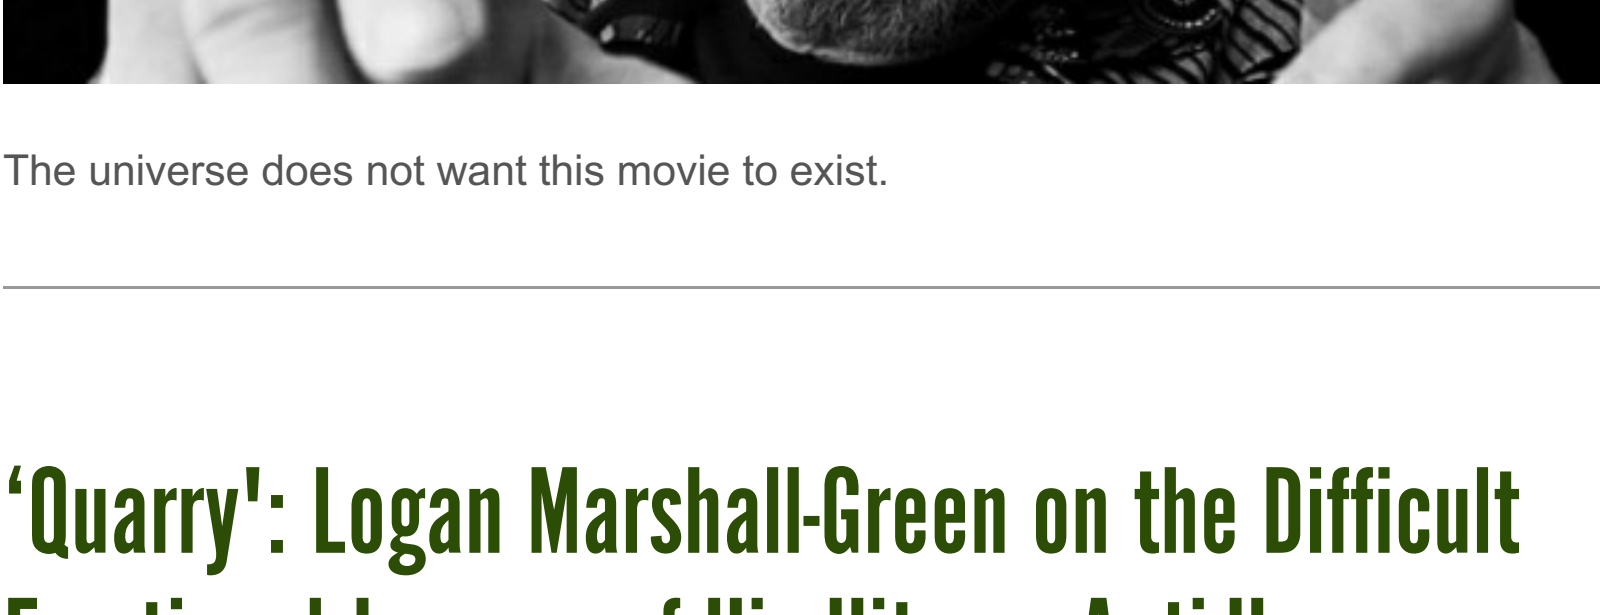 The universe does not want this movie to exist.
‘Quarry': Logan Marshall-Green on the Difficult